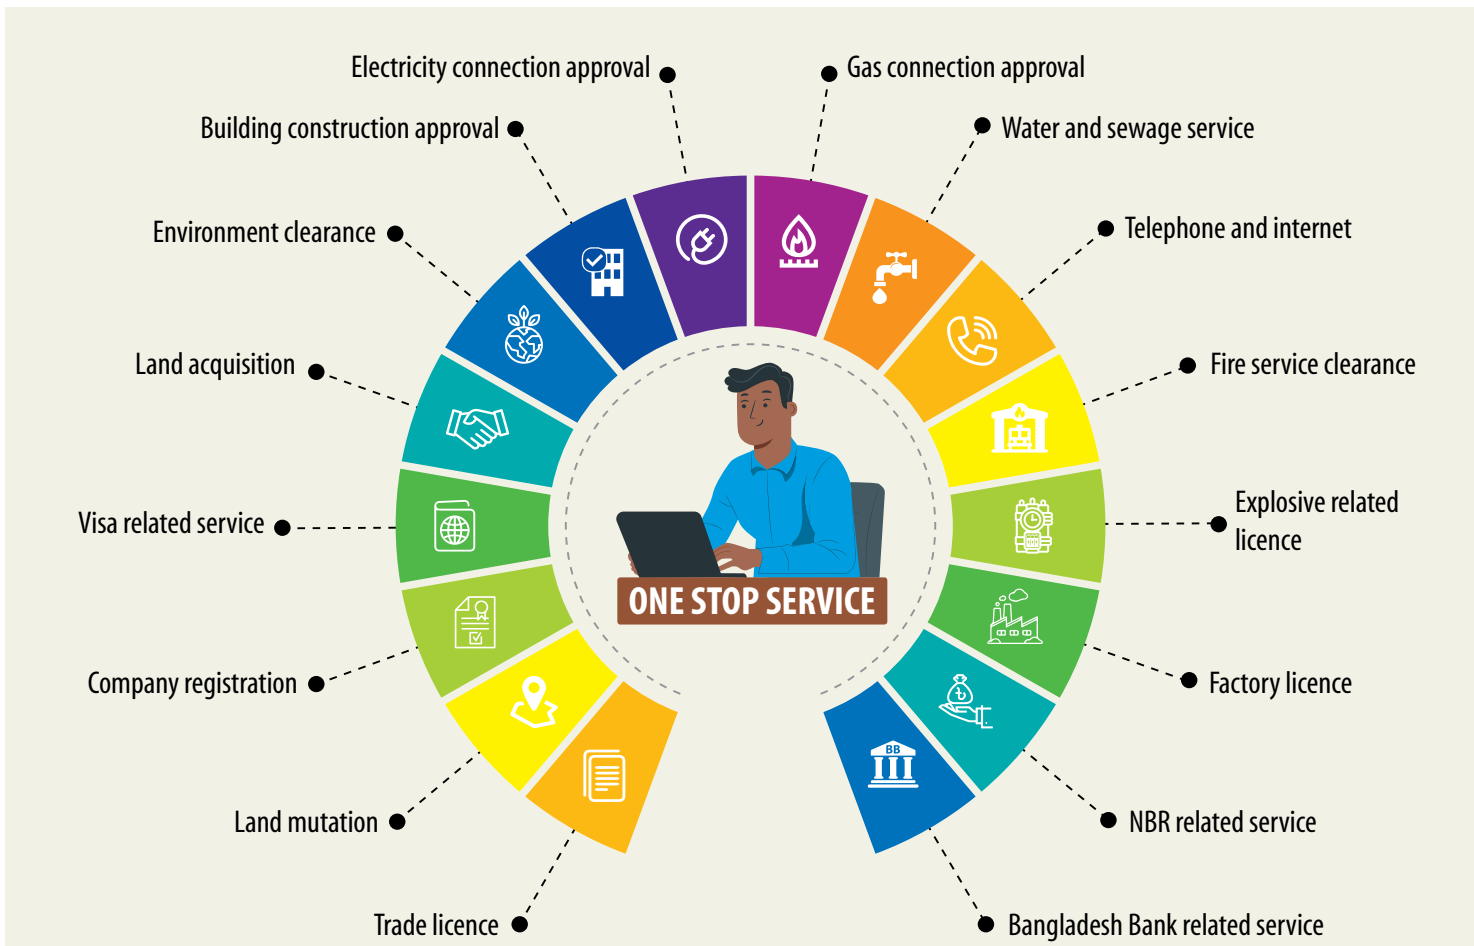 Electricity connection approval
Gas connection approval
Building construction approval
Water and sewage service
Environment clearance
Telephone and internet
Land acquisition
Fire service clearance
Visa related service
Explosive related
licence
ONE STOP SERVICE
Company registration
Factory licence
BB
Land mutation
NBR related service
Trade licence
Bangladesh Bank related service
৳